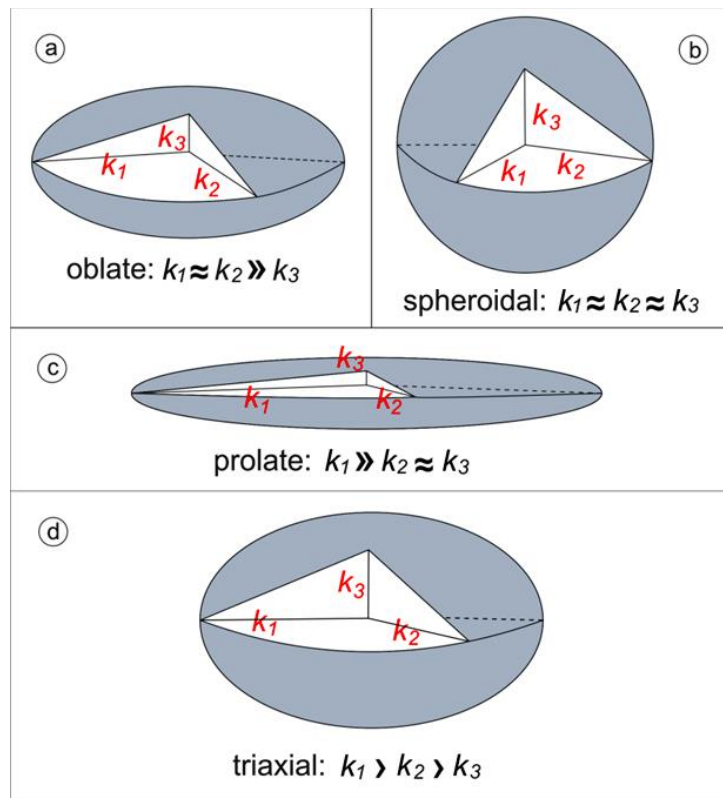 a
k₃
k₁
k₂
oblate: k₁ ≈ k₂ » k₃
b
k₃
k₁
k₂
spheroidal: k₁ ≈ k₂ ≈ k₃
c
k₃
k₁
k₂
prolate: k₁ » k₂ ≈ k₃
d
k₃
k₁
k₂
triaxial: k₁ › k₂ › k₃